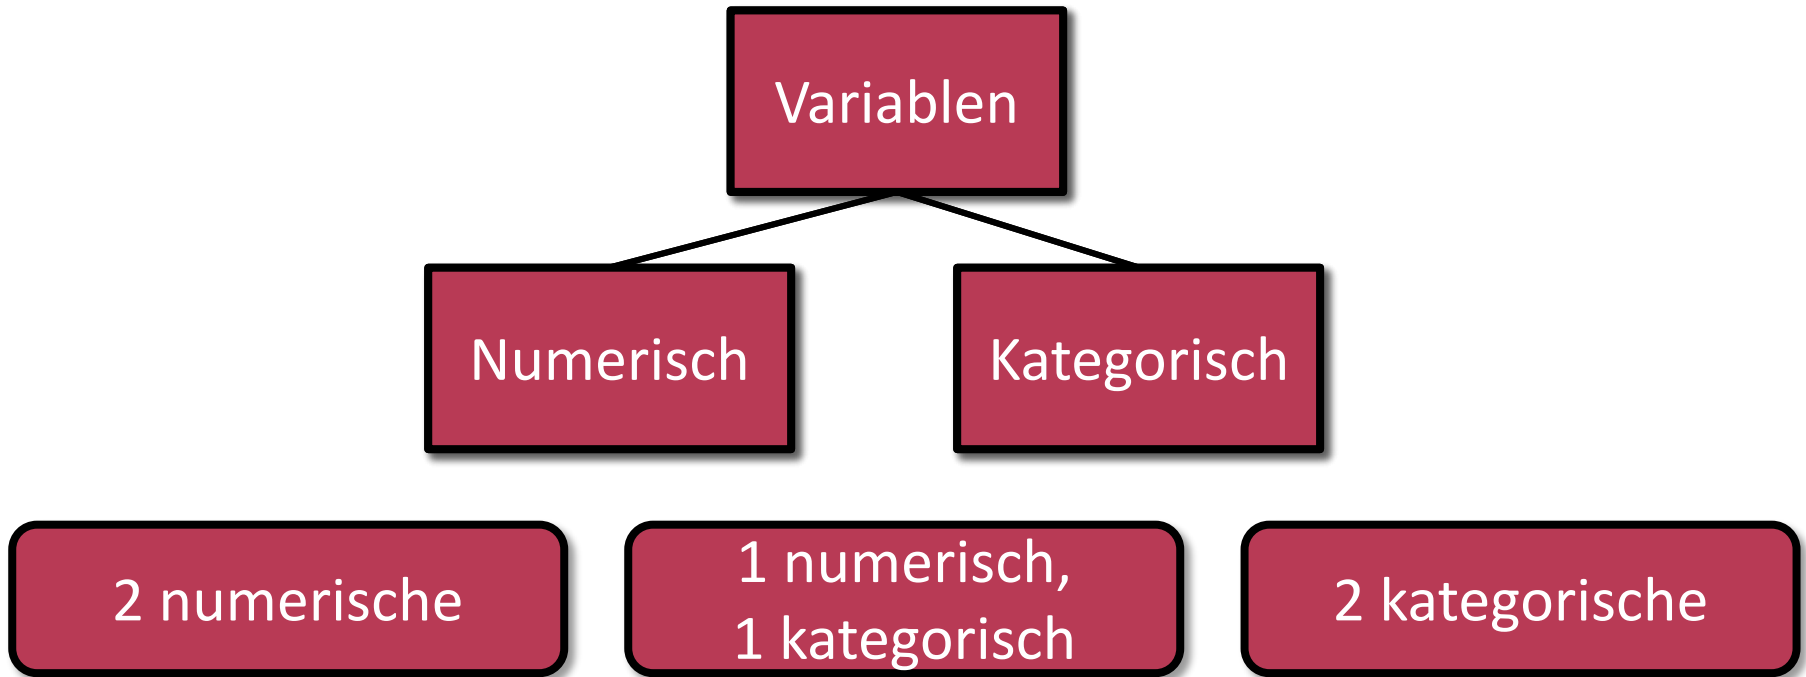 Variablen
Numerisch
Kategorisch
2 numerische
1 numerisch,
1 kategorisch
2 kategorische